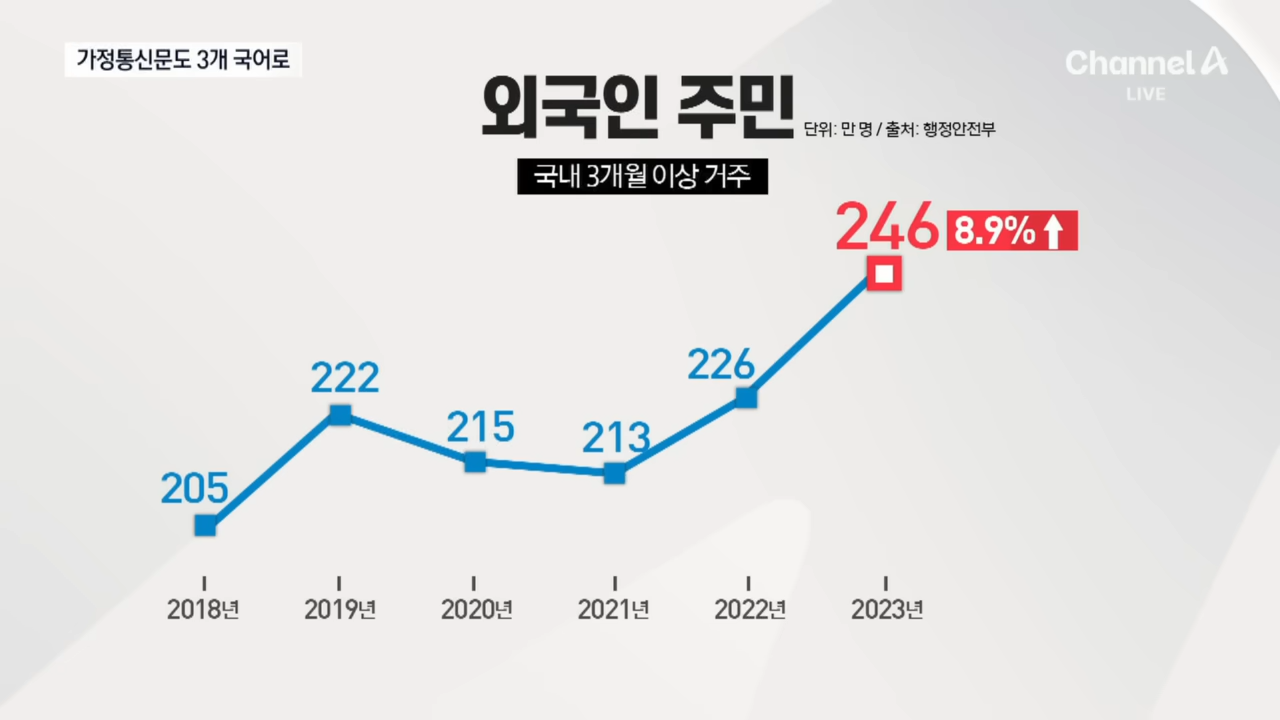 가정통신문도 3개 국어로
Channel A
LIVE
외국인 주민
단위: 만 명 / 출처: 행정안전부
국내 3개월 이상 거주
246 8.9%
226
222
215
213
205
2018년 2019년 2020년 2021년 2022년 2023년